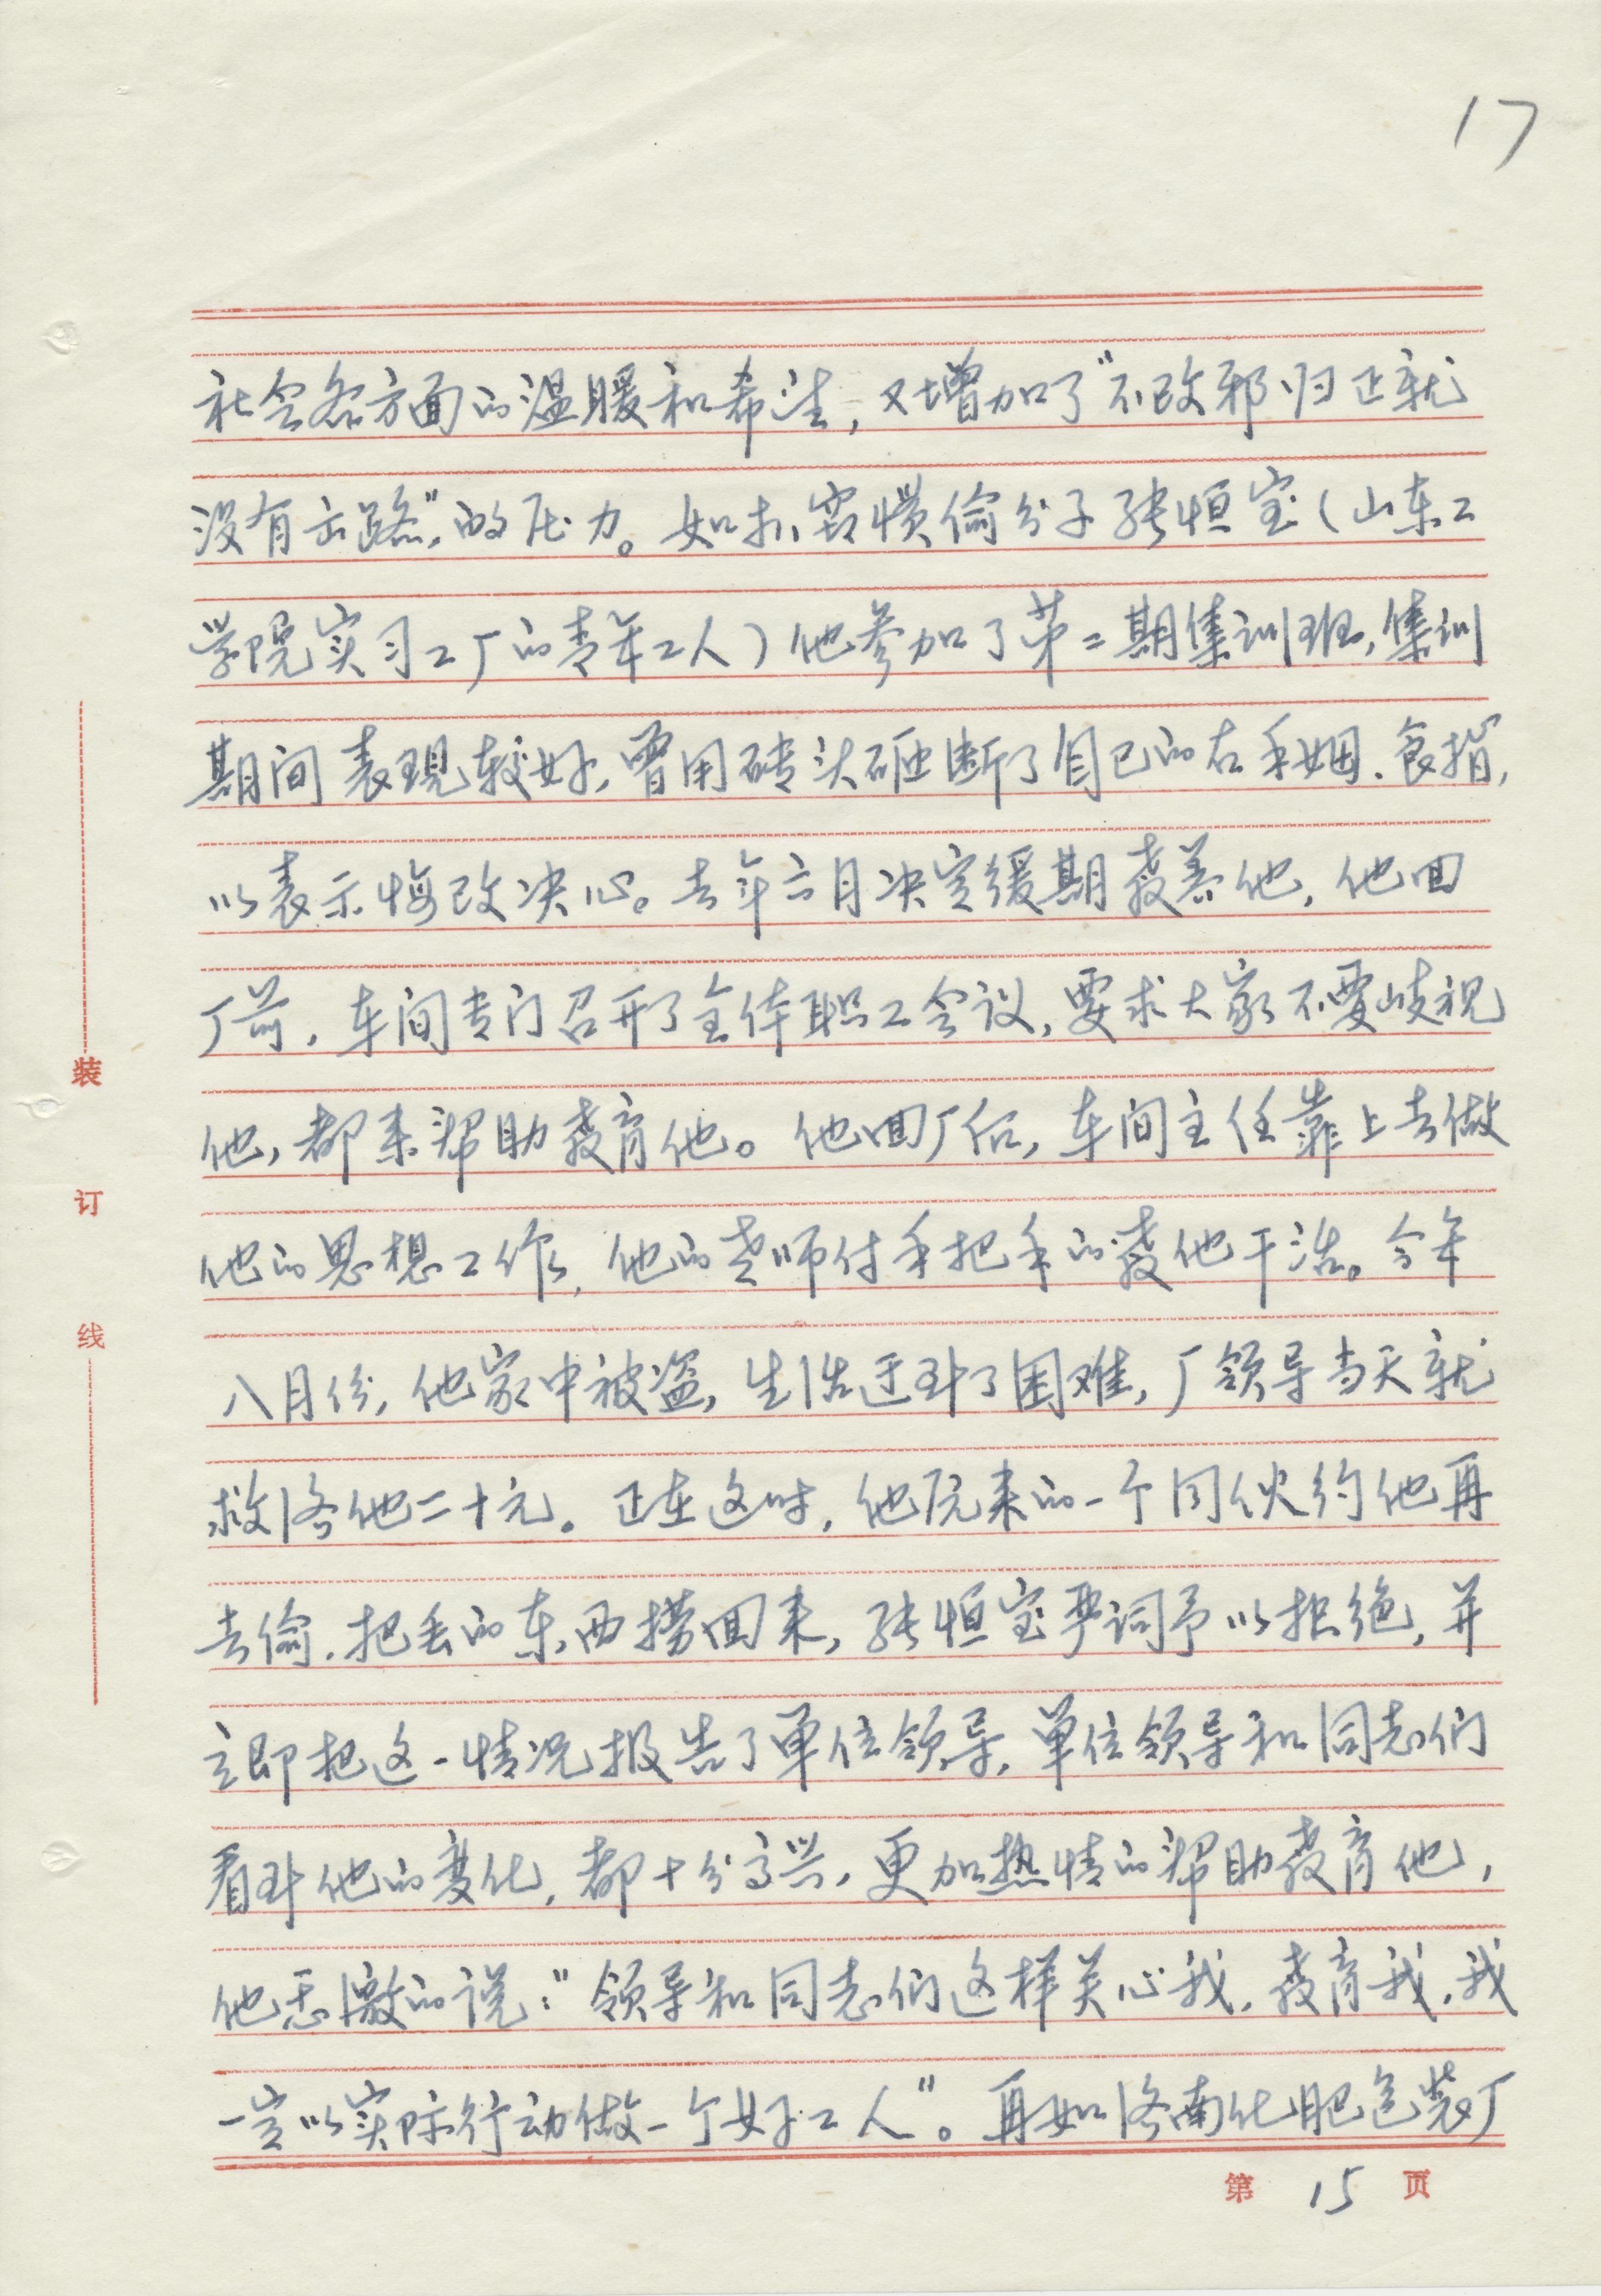 17
社会各方面的温暖和希望，又增加了“不改邪归正就
没有出路”的压力。如扒窃惯偷分子张恒宝（山东工
学院实习工厂的青年工人）他参加了第二期集训班，集训
期间表现较好，曾用砖头砸断了自己的右手姆、食指，
以表示悔改决心。去年六月决定缓期教养他，他回
厂前，车间专门召开了全体职工会议，要求大家不要岐视
他，都来帮助教育他。他回厂后，车间主任靠上去做
他的思想工作，他的老师付手把手的教他干活。今年
八月份，他家中被盗，生活遇到了困难，厂领导当天就
救济他二十元。正在这时，他原来的一个同伙约他再
去偷，把丢的东西捞回来，张恒宝严词予以拒绝，并
立即把这一情况报告了单位领导，单位领导和同志们
看到他的变化，都十分高兴，更加热情的帮助教育他，
他感激的说：“领导和同志们这样关心我，教育我，我
一定以实际行动做一个好工人”。再如济南化肥包装厂
装
订
线
第 15 页